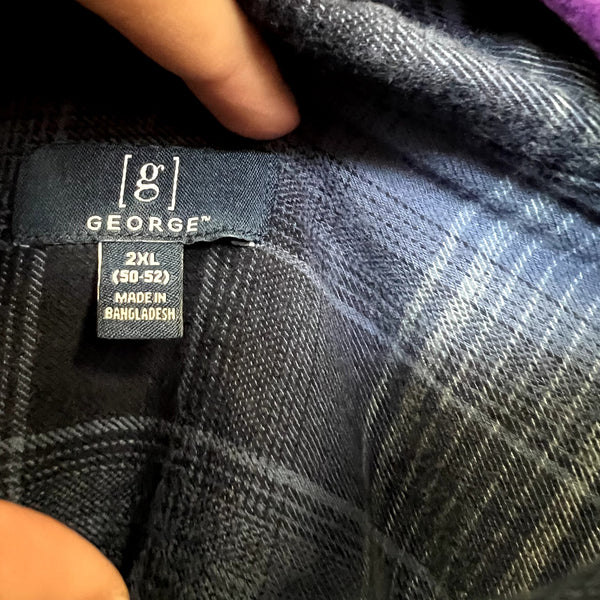 [g]
GEORGE™
2XL
(50-52)
MADE IN
BANGLADESH